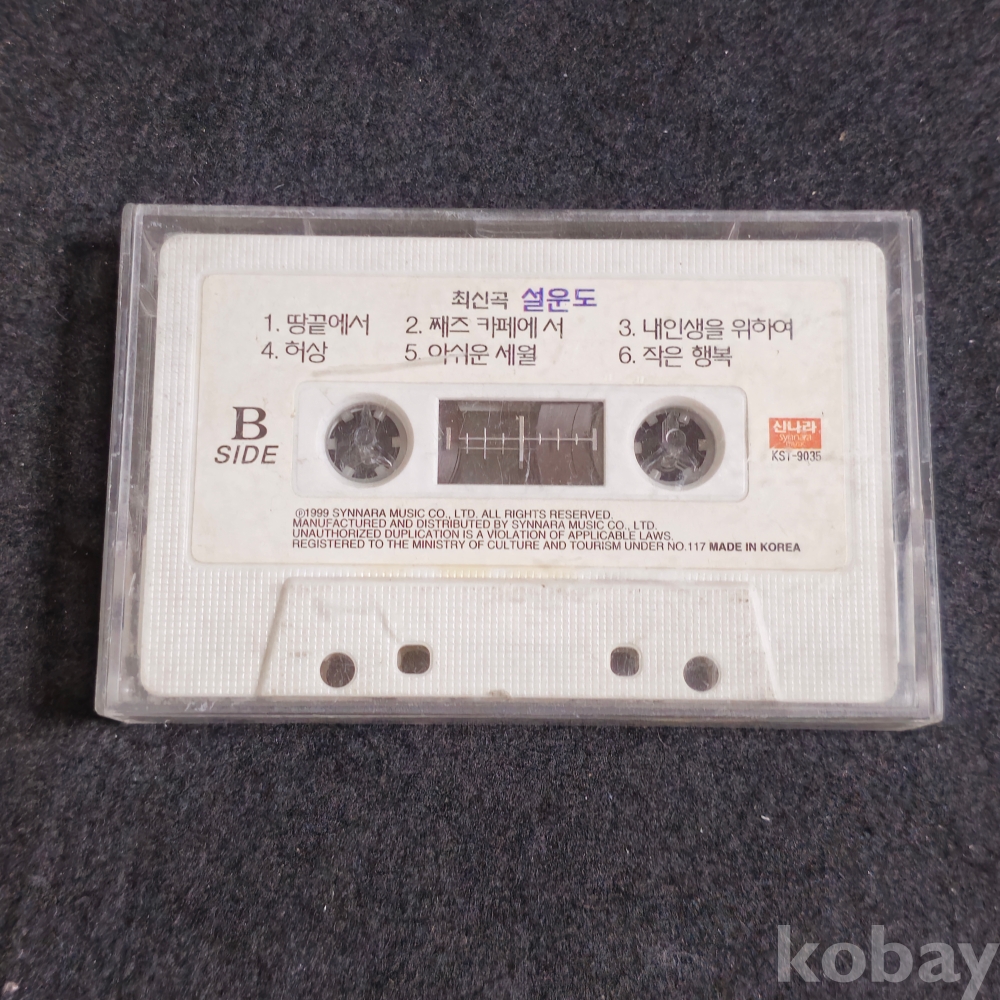 최신곡 설운도
1. 땅끝에서 2. 째즈 카페에서 3. 내인생을 위하여
4. 허상 5. 아쉬운 세월 6. 작은 행복
B
SIDE
신나라
synnara
music
KST-9035
℗1999 SYNNARA MUSIC CO., LTD. ALL RIGHTS RESERVED.
MANUFACTURED AND DISTRIBUTED BY SYNNARA MUSIC CO., LTD.
UNAUTHORIZED DUPLICATION IS A VIOLATION OF APPLICABLE LAWS.
REGISTERED TO THE MINISTRY OF CULTURE AND TOURISM UNDER NO.117 MADE IN KOREA
kobay